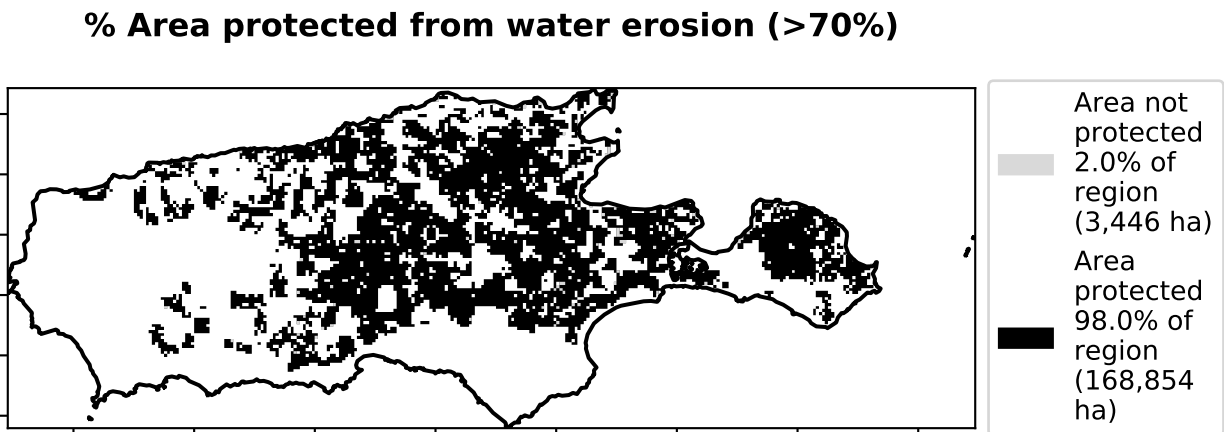 % Area protected from water erosion (>70%)
Area not
protected
2.0% of
region
(3,446 ha)
Area
protected
98.0% of
region
(168,854
ha)